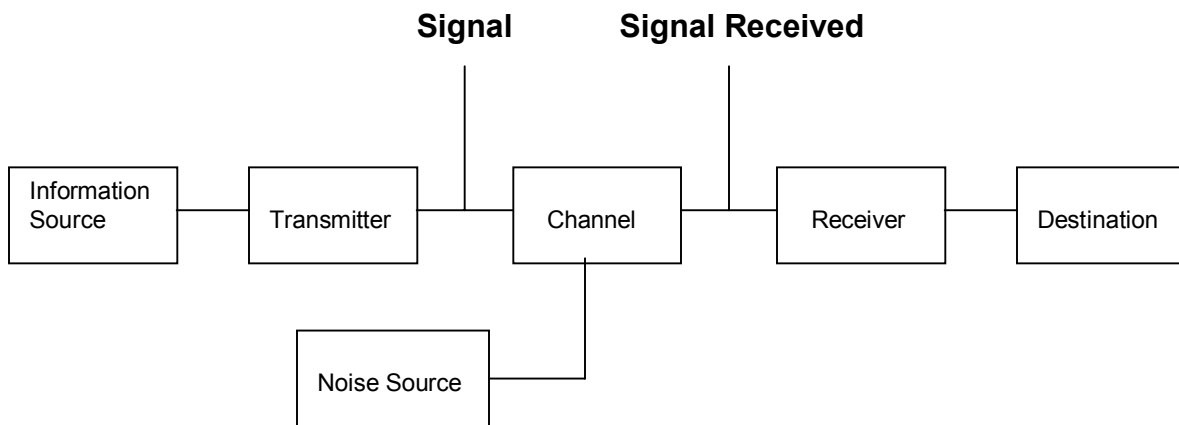 Signal
Signal Received
Information
Source
Transmitter
Channel
Receiver
Destination
Noise Source